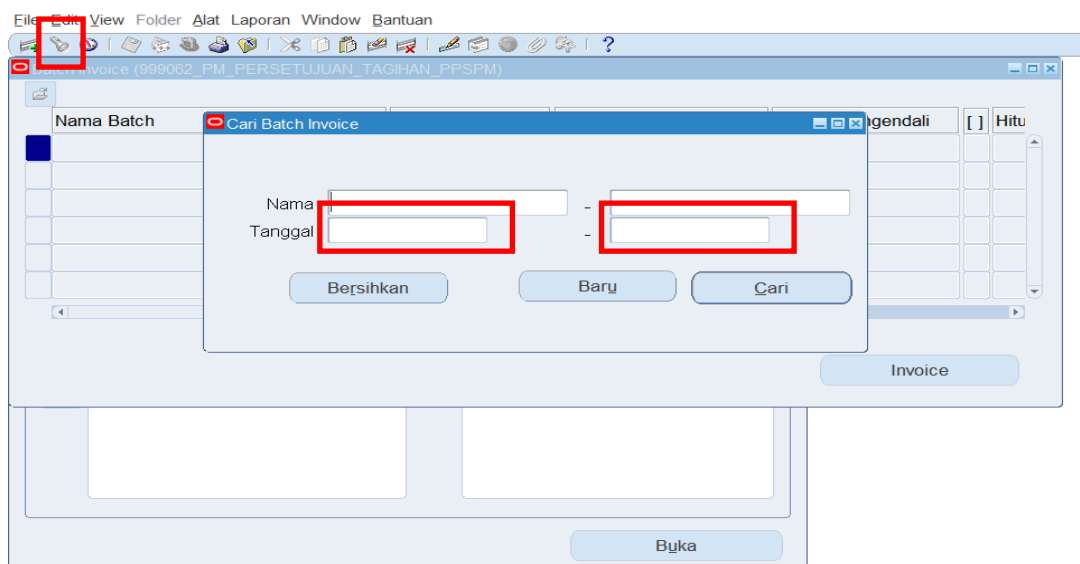 File Edit View Folder Alat Laporan Window Bantuan
Batch Invoice (999062_PM_PERSETUJUAN_TAGIHAN_PPSPM)
Nama Batch
ngendali
[ ]
Hitu
Cari Batch Invoice
Nama
-
Tanggal
-
Bersihkan
Baru
Cari
Invoice
Buka